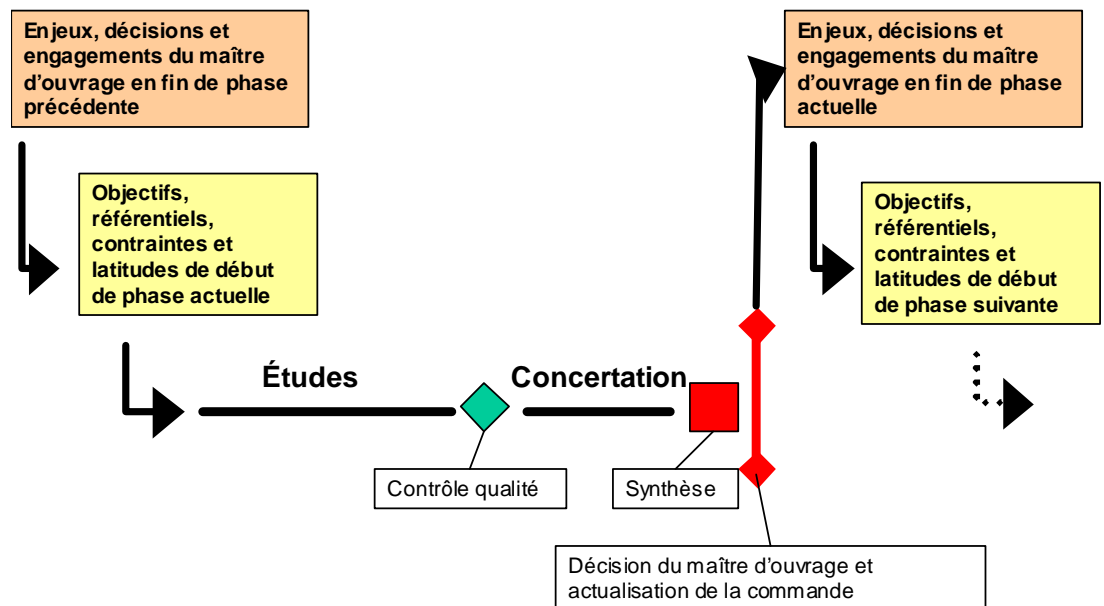 Enjeux, décisions et
engagements du maître
d'ouvrage en fin de phase
précédente
Objectifs,
référentiels,
contraintes et
latitudes de début
de phase actuelle
Études
Contrôle qualité
Concertation
Synthèse
Décision du maître d'ouvrage et
actualisation de la commande
Enjeux, décisions et
engagements du maître
d'ouvrage en fin de phase
actuelle
Objectifs,
référentiels,
contraintes et
latitudes de début
de phase suivante